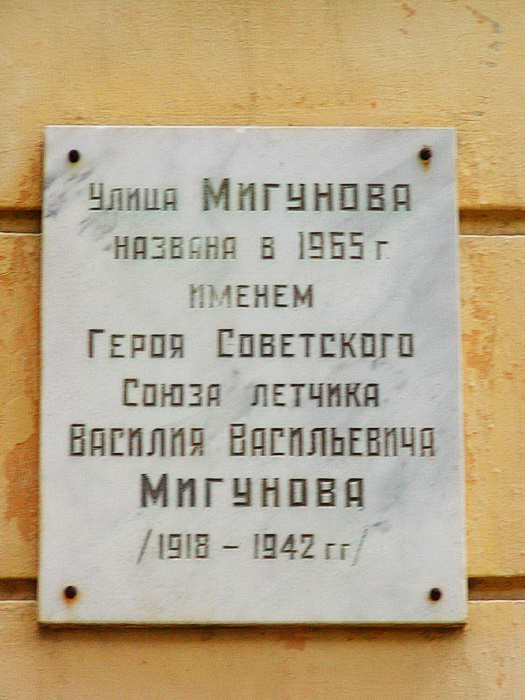 Улица Мигунова
названа в 1965 г.
именем
Героя Советского
Союза летчика
Василия Васильевича
Мигунова
/1918 - 1942 гг/